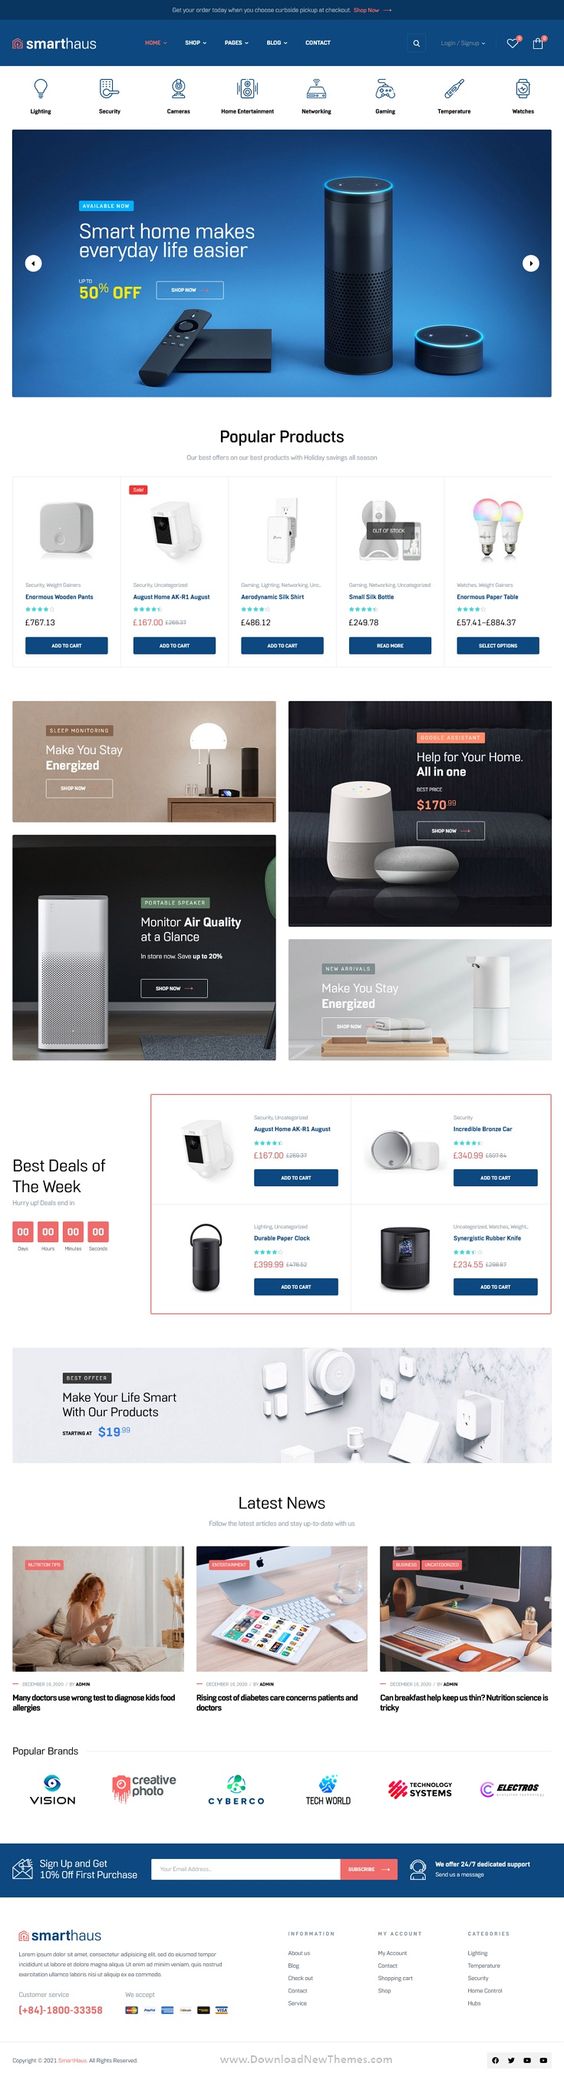 Get your order today when you choose curbside pickup at checkout. Shop Now
smarthaus
HOME SHOP PAGES BLOG CONTACT
Login / Signup
Lighting Security Cameras Home Entertainment Networking Gaming Temperature Watches
AVAILABLE NOW
Smart home makes
everyday life easier
UP TO
50% OFF
SHOP NOW
Popular Products
Our best offers on our best products with Holiday savings all season
Sale!
OUT OF STOCK
Security, Weight Gainers
Enormous Wooden Pants
£767.13
ADD TO CART
Security, Uncategorized
August Home AK-R1 August
£167.00 £269.37
ADD TO CART
Gaming, Lighting, Networking, Unc..
Aerodynamic Silk Shirt
£486.12
ADD TO CART
Gaming, Networking, Uncategorized
Small Silk Bottle
£249.78
READ MORE
Watches, Weight Gainers
Enormous Paper Table
£57.41–£884.37
SELECT OPTIONS
SLEEP MONITORING
Make You Stay
Energized
SHOP NOW
GOOGLE ASSISTANT
Help for Your Home.
All in one
BEST PRICE
$170.99
SHOP NOW
PORTABLE SPEAKER
Monitor Air Quality
at a Glance
In store now. Save up to 20%
SHOP NOW
NEW ARRIVALS
Make You Stay
Energized
SHOP NOW
Best Deals of
The Week
Hurry up! Deals end in
00 00 00 00
Days Hours Minutes Seconds
Security, Uncategorized
August Home AK-R1 August
£167.00 £269.37
ADD TO CART
Security
Incredible Bronze Car
£340.99 £597.84
ADD TO CART
Lighting, Uncategorized
Durable Paper Clock
£399.99 £478.52
ADD TO CART
Uncategorized, Watches, Weight..
Synergistic Rubber Knife
£234.55 £298.87
ADD TO CART
BEST OFFEER
Make Your Life Smart
With Our Products
STARTING AT $19.99
Latest News
Follow the latest articles and stay up-to-date with us
NUTRITION TIPS
DECEMBER 19, 2020 / BY ADMIN
Many doctors use wrong test to diagnose kids food
allergies
ENTERTAINMENT
DECEMBER 19, 2020 / BY ADMIN
Rising cost of diabetes care concerns patients and
doctors
BUSINESS UNCATEGORIZED
DECEMBER 19, 2020 / BY ADMIN
Can breakfast help keep us thin? Nutrition science is
tricky
Popular Brands
VISION
creative
photo
CYBERCO
TECH WORLD
TECHNOLOGY
SYSTEMS
ELECTROS
Sign Up and Get
10% Off First Purchase
Your Email Address...
SUBSCRIBE
We offer 24/7 dedicated support
Send us a message
smarthaus
Lorem ipsum dolor sit amet, consectetur adipisicing elit, sed do eiusmod tempor
incididunt ut labore et dolore magna aliqua. Ut enim ad minim veniam, quis nostrud
exercitation ullamco laboris nisi ut aliquip ex ea commodo.
Customer service
(+84)-1800-33358
We accept
PayPal
VISA
INFORMATION
About us
Blog
Check out
Contact
Service
MY ACCOUNT
My Account
Contact
Shopping cart
Shop
CATEGORIES
Lighting
Temperature
Security
Home Control
Hubs
Copyright © 2021 SmartHaus. All Rights Reserved.
www.DownloadNewThemes.com